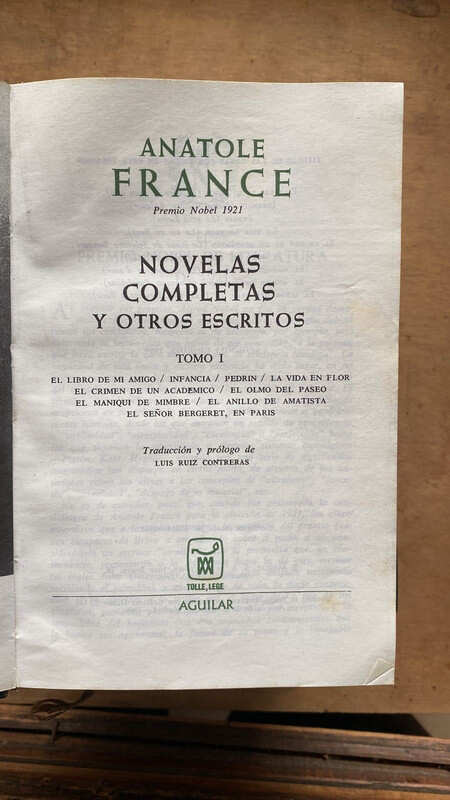 ANATOLE
FRANCE
Premio Nobel 1921
NOVELAS
COMPLETAS
Y OTROS ESCRITOS
TOMO I
EL LIBRO DE MI AMIGO / INFANCIA / PEDRIN / LA VIDA EN FLOR
EL CRIMEN DE UN ACADEMICO / EL OLMO DEL PASEO
EL MANIQUI DE MIMBRE / EL ANILLO DE AMATISTA
EL SEÑOR BERGERET, EN PARIS
Traducción y prólogo de
LUIS RUIZ CONTRERAS
TOLLE, LEGE
AGUILAR